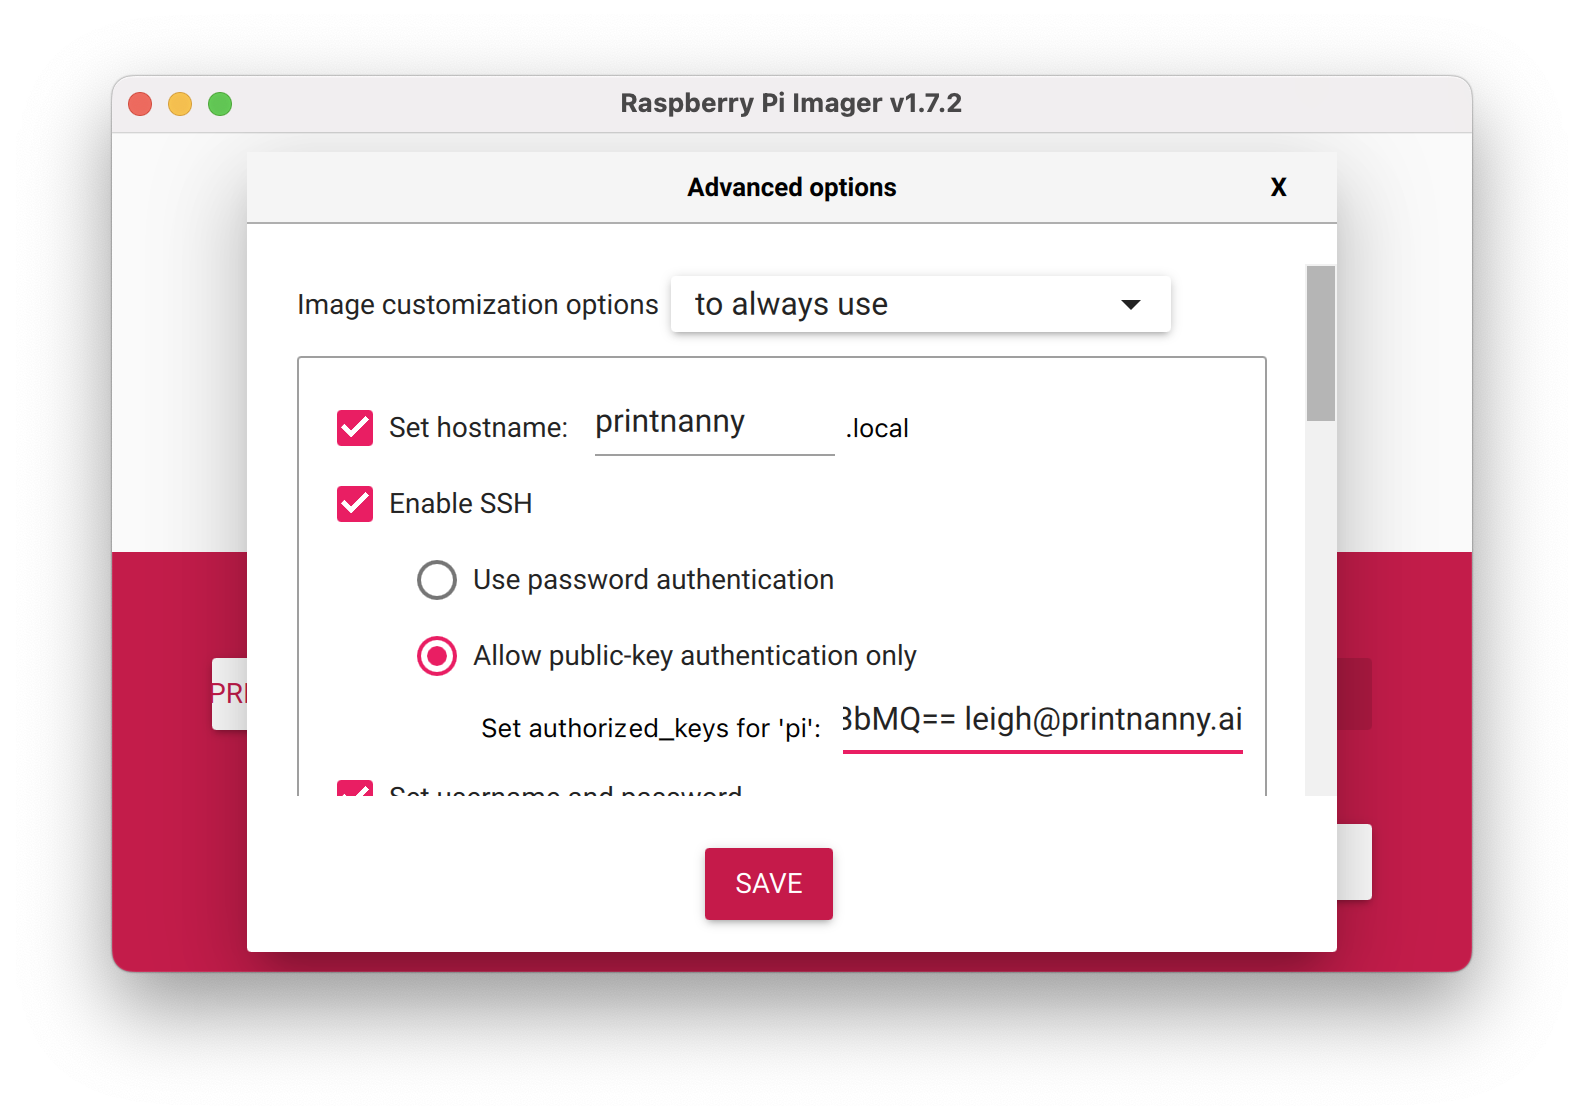 Raspberry Pi Imager v1.7.2
Advanced options X
Image customization options to always use
Set hostname: printnanny .local
Enable SSH
Use password authentication
Allow public-key authentication only
PRI
Set authorized_keys for 'pi': 3bMQ== leigh@printnanny.ai
Set username and password
SAVE